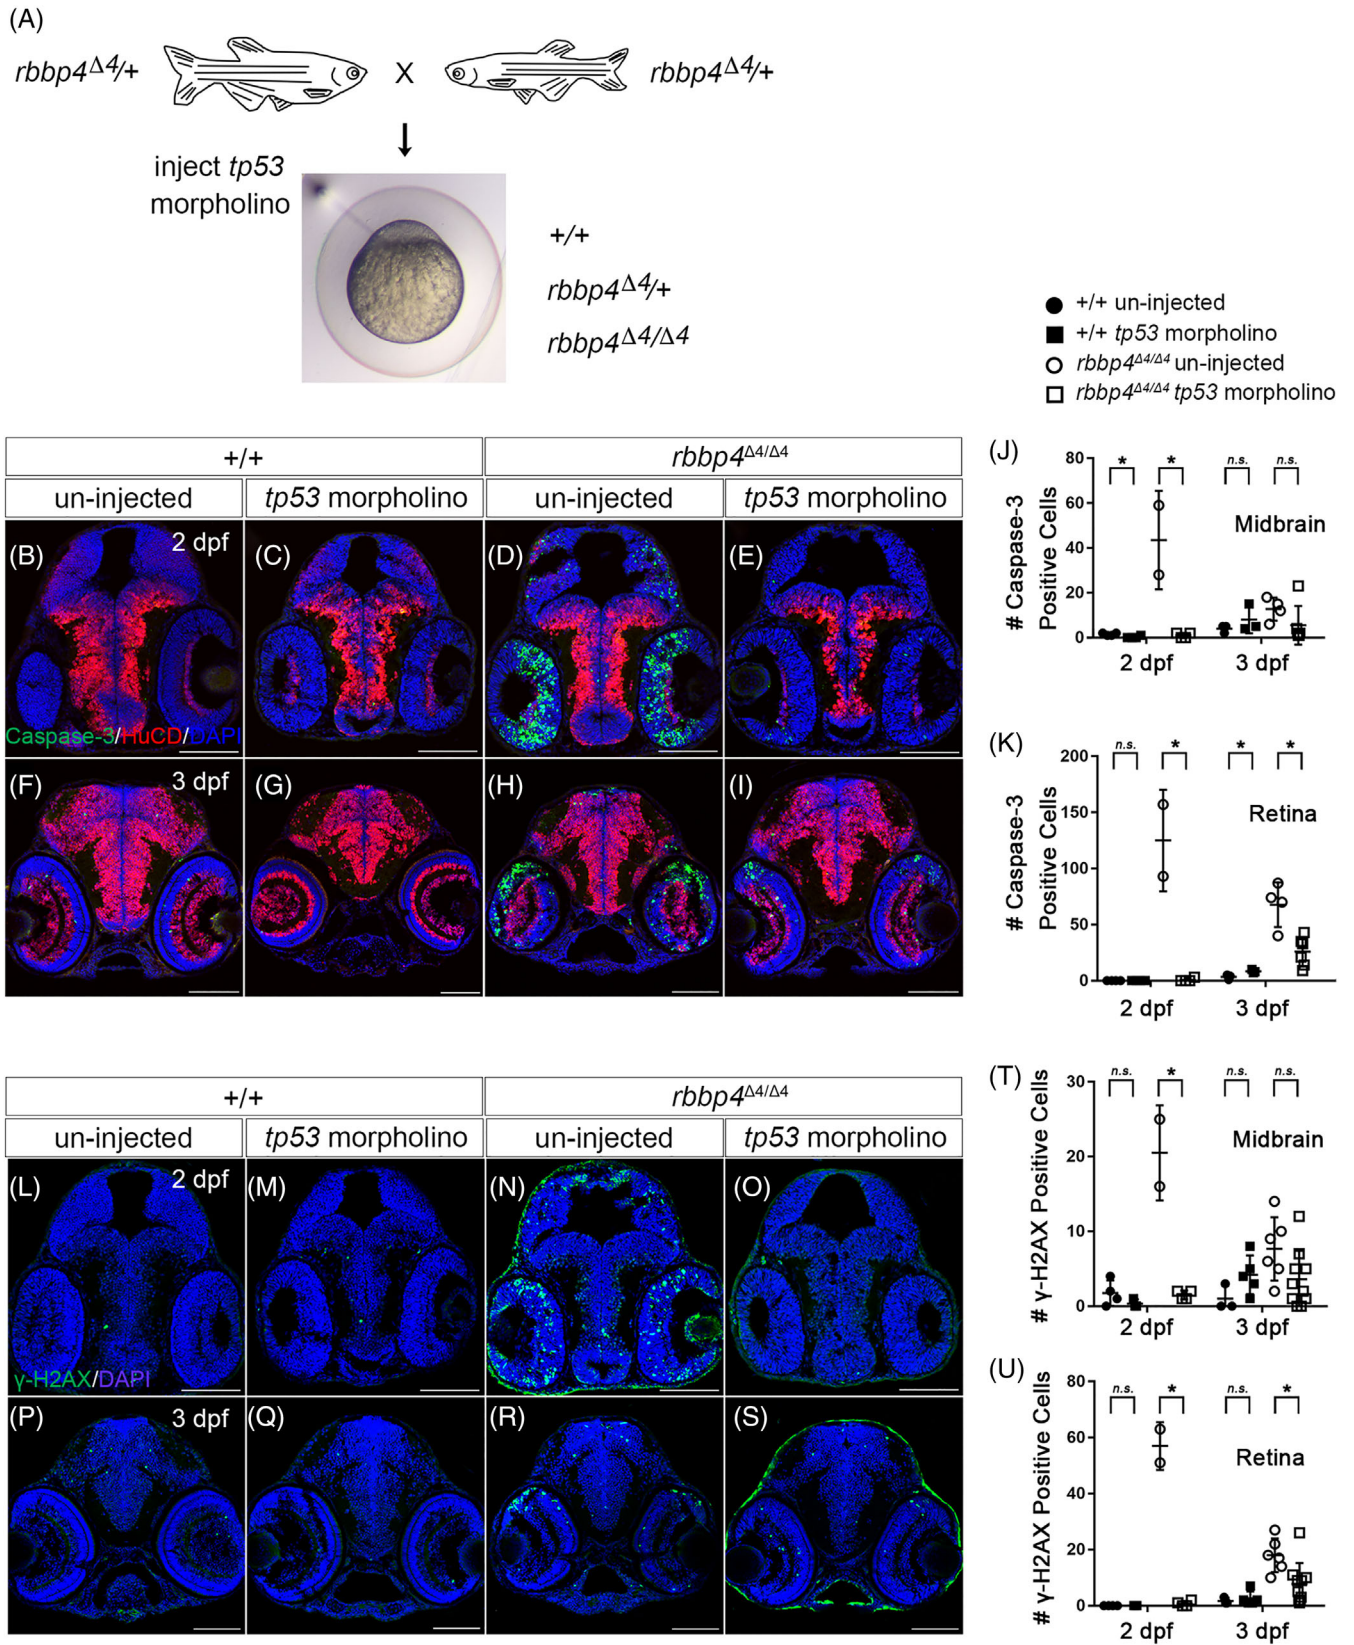 (A)
rbbp4Δ4/+ X rbbp4Δ4/+
inject tp53
morpholino
+/+
rbbp4Δ4/+
rbbp4Δ4/Δ4
+/+ un-injected
+/+ tp53 morpholino
rbbp4Δ4/Δ4 un-injected
rbbp4Δ4/Δ4 tp53 morpholino
+/+ rbbp4Δ4/Δ4
un-injected tp53 morpholino un-injected tp53 morpholino
(B) 2 dpf (C) (D) (E)
Caspase-3/HuCD/DAPI
(F) 3 dpf (G) (H) (I)
(J)
# Caspase-3
Positive Cells
80
60
40
20
0
* * n.s. n.s.
Midbrain
2 dpf 3 dpf
(K)
# Caspase-3
Positive Cells
200
150
100
50
0
n.s. * * *
Retina
2 dpf 3 dpf
+/+ rbbp4Δ4/Δ4
un-injected tp53 morpholino un-injected tp53 morpholino
(L) 2 dpf (M) (N) (O)
γ-H2AX/DAPI
(P) 3 dpf (Q) (R) (S)
(T)
# γ-H2AX Positive Cells
30
20
10
0
n.s. * n.s. n.s.
Midbrain
2 dpf 3 dpf
(U)
# γ-H2AX Positive Cells
80
60
40
20
0
n.s. * n.s. *
Retina
2 dpf 3 dpf